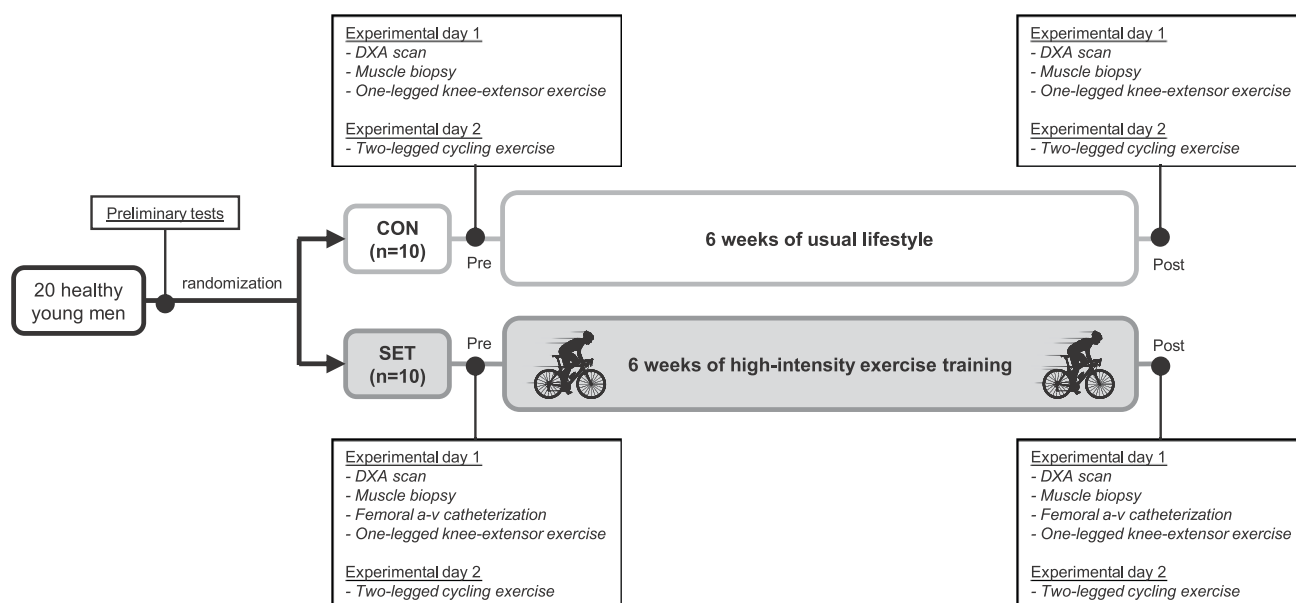 Experimental day 1
- DXA scan
- Muscle biopsy
- One-legged knee-extensor exercise
Experimental day 2
- Two-legged cycling exercise
Experimental day 1
- DXA scan
- Muscle biopsy
- One-legged knee-extensor exercise
Experimental day 2
- Two-legged cycling exercise
Preliminary tests
20 healthy
young men
randomization
CON
(n=10)
Pre
6 weeks of usual lifestyle
Post
SET
(n=10)
Pre
6 weeks of high-intensity exercise training
Post
Experimental day 1
- DXA scan
- Muscle biopsy
- Femoral a-v catheterization
- One-legged knee-extensor exercise
Experimental day 2
- Two-legged cycling exercise
Experimental day 1
- DXA scan
- Muscle biopsy
- Femoral a-v catheterization
- One-legged knee-extensor exercise
Experimental day 2
- Two-legged cycling exercise